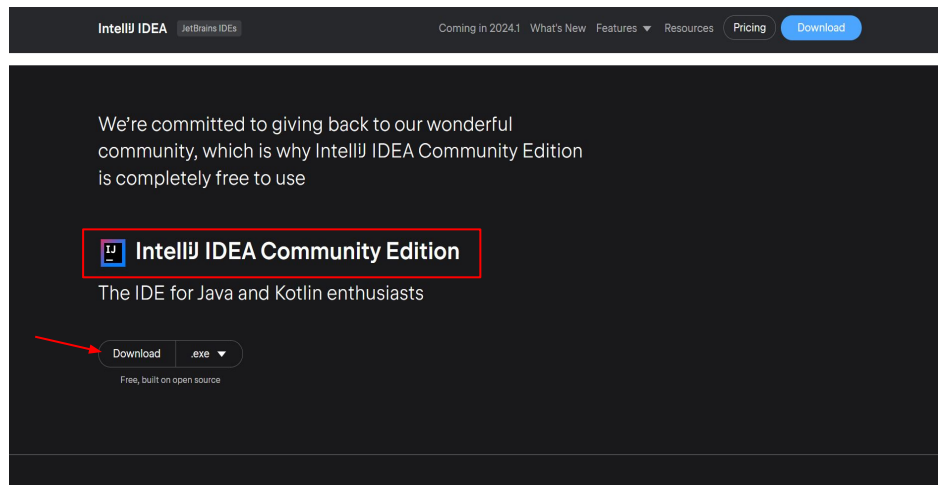 IntelliJ IDEA JetBrains IDEs Coming in 2024.1 What's New Features Resources Pricing Download
We're committed to giving back to our wonderful
community, which is why IntelliJ IDEA Community Edition
is completely free to use
IJ IntelliJ IDEA Community Edition
The IDE for Java and Kotlin enthusiasts
Download .exe
Free, built on open source